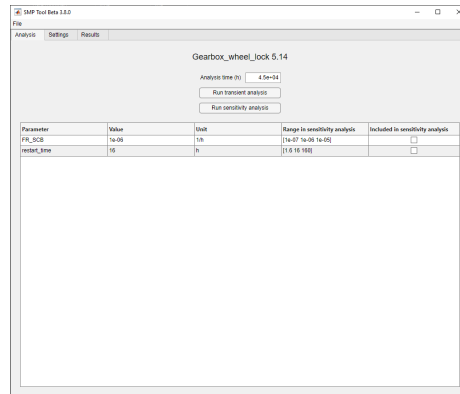 SMP Tool Beta 3.8.0
File
Analysis Settings Results
Gearbox_wheel_lock 5.14
Analysis time (h) 4.5e+04
Run transient analysis
Run sensitivity analysis
Parameter Value Unit Range in sensitivity analysis Included in sensitivity analysis
FR_SCB 1e-06 1/h [1e-07 1e-06 1e-05]
restart_time 16 h [1.6 16 160]